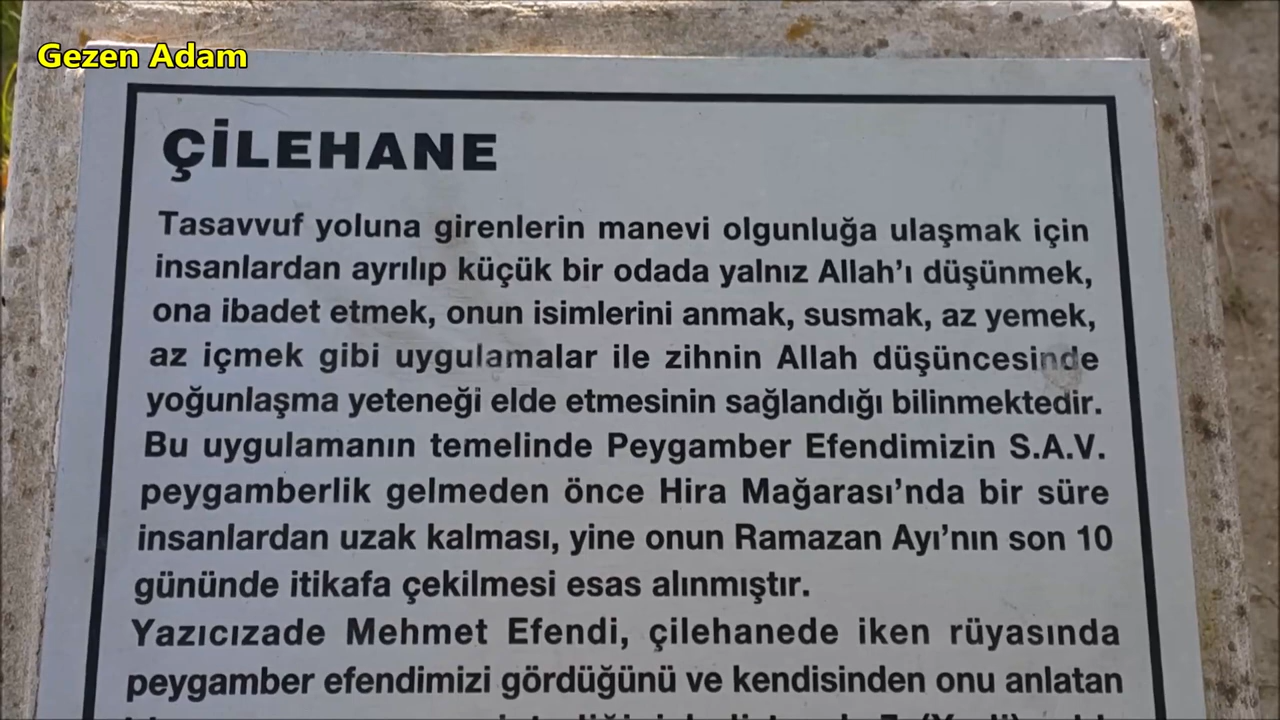 Gezen Adam
ÇİLEHANE
Tasavvuf yoluna girenlerin manevi olgunluğa ulaşmak için
insanlardan ayrılıp küçük bir odada yalnız Allah'ı düşünmek,
ona ibadet etmek, onun isimlerini anmak, susmak, az yemek,
az içmek gibi uygulamalar ile zihnin Allah düşüncesinde
yoğunlaşma yeteneği elde etmesinin sağlandığı bilinmektedir.
Bu uygulamanın temelinde Peygamber Efendimizin S.A.V.
peygamberlik gelmeden önce Hira Mağarası'nda bir süre
insanlardan uzak kalması, yine onun Ramazan Ayı'nın son 10
gününde itikafa çekilmesi esas alınmıştır.
Yazıcızade Mehmet Efendi, çilehanede iken rüyasında
peygamber efendimizi gördüğünü ve kendisinden onu anlatan